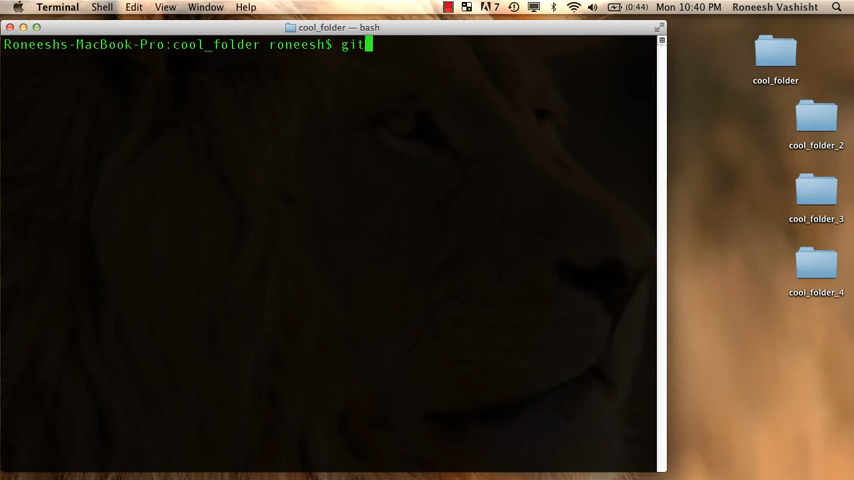 Terminal Shell Edit View Window Help 7 (0:44) Mon 10:40 PM Roneesh Vashisht
cool_folder — bash
Roneeshs-MacBook-Pro:cool_folder roneesh$ git
cool_folder
cool_folder_2
cool_folder_3
cool_folder_4